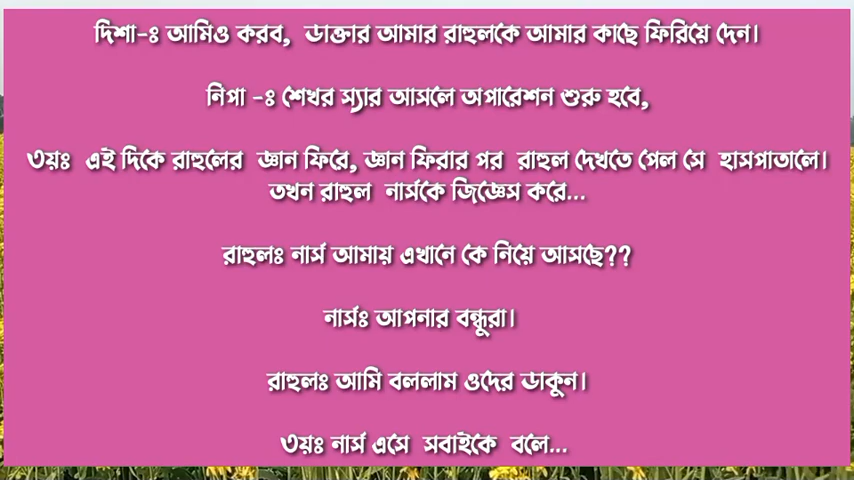 দিশা-ঃ আমিও করব, ডাক্তার আমার রাহুলকে আমার কাছে ফিরিয়ে দেন।
নিপা -ঃ শেখর স্যার আসলে অপারেশন শুরু হবে,
৩য়ঃ এই দিকে রাহুলের জ্ঞান ফিরে, জ্ঞান ফিরার পর রাহুল দেখতে পেল সে হাসপাতালে।
তখন রাহুল নার্সকে জিজ্ঞেস করে...
রাহুলঃ নার্স আমায় এখানে কে নিয়ে আসছে??
নার্সঃ আপনার বন্ধুরা।
রাহুলঃ আমি বললাম ওদের ডাকুন।
৩য়ঃ নার্স এসে সবাইকে বলে...